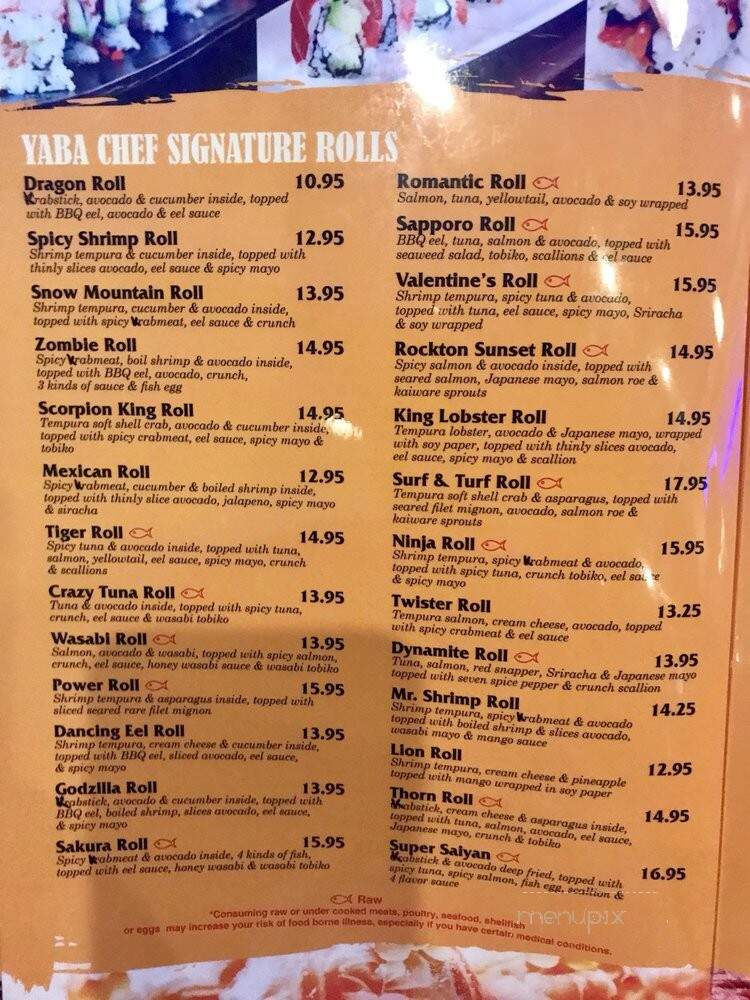 YABA CHEF SIGNATURE ROLLS
Dragon Roll 10.95
Krabstick, avocado & cucumber inside, topped
with BBQ eel, avocado & eel sauce
Spicy Shrimp Roll 12.95
Shrimp tempura & cucumber inside, topped with
thinly slices avocado, eel sauce & spicy mayo
Snow Mountain Roll 13.95
Shrimp tempura, cucumber & avocado inside,
topped with spicy krabmeat, eel sauce & crunch
Zombie Roll 14.95
Spicy krabmeat, boil shrimp & avocado inside,
topped with BBQ eel, avocado, crunch,
3 kinds of sauce & fish egg
Scorpion King Roll 14.95
Tempura soft shell crab, avocado & cucumber inside,
topped with spicy crabmeat, eel sauce, spicy mayo &
tobiko
Mexican Roll 12.95
Spicy krabmeat, cucumber & boiled shrimp inside,
topped with thinly slice avocado, jalapeno, spicy mayo
& siracha
Tiger Roll 14.95
Spicy tuna & avocado inside, topped with tuna,
salmon, yellowtail, eel sauce, spicy mayo, crunch
& scallions
Crazy Tuna Roll 13.95
Tuna & avocado inside, topped with spicy tuna,
crunch, eel sauce & wasabi tobiko
Wasabi Roll 13.95
Salmon, avocado & wasabi, topped with spicy salmon,
crunch, eel sauce, honey wasabi sauce & wasabi tobiko
Power Roll 15.95
Shrimp tempura & asparagus inside, topped with
sliced seared rare filet mignon
Dancing Eel Roll 13.95
Shrimp tempura, cream cheese & cucumber inside,
topped with BBQ eel, sliced avocado, eel sauce,
& spicy mayo
Godzilla Roll 13.95
Krabstick, avocado & cucumber inside, topped with
BBQ eel, boiled shrimp, slices avocado, eel sauce,
& spicy mayo
Sakura Roll 15.95
Spicy krabmeat & avocado inside, 4 kinds of fish,
topped with eel sauce, honey wasabi & wasabi tobiko
Romantic Roll 13.95
Salmon, tuna, yellowtail, avocado & soy wrapped
Sapporo Roll 15.95
BBQ eel, tuna, salmon & avocado, topped with
seaweed salad, tobiko, scallions & eel sauce
Valentine's Roll 15.95
Shrimp tempura, spicy tuna & avocado,
topped with tuna, eel sauce, spicy mayo, Sriracha
& soy wrapped
Rockton Sunset Roll 14.95
Spicy salmon & avocado inside, topped with
seared salmon, Japanese mayo, salmon roe &
kaiware sprouts
King Lobster Roll 14.95
Tempura lobster, avocado & Japanese mayo, wrapped
with soy paper, topped with thinly slices avocado,
eel sauce, spicy mayo & scallion
Surf & Turf Roll 17.95
Tempura soft shell crab & asparagus, topped with
seared filet mignon, avocado, salmon roe &
kaiware sprouts
Ninja Roll 15.95
Shrimp tempura, spicy krabmeat & avocado,
topped with spicy tuna, crunch tobiko, eel sauce
& spicy mayo
Twister Roll 13.25
Tempura salmon, cream cheese, avocado, topped
with spicy crabmeat & eel sauce
Dynamite Roll 13.95
Tuna, salmon, red snapper, Sriracha & Japanese mayo
topped with seven spice pepper & crunch scallion
Mr. Shrimp Roll 14.25
Shrimp tempura, spicy krabmeat & avocado
topped with boiled shrimp & slices avocado,
wasabi mayo & mango sauce
Lion Roll 12.95
Shrimp tempura, cream cheese & pineapple
topped with mango wrapped in soy paper
Thorn Roll 14.95
Krabstick, cream cheese & asparagus inside,
topped with tuna, salmon, avocado, eel sauce,
Japanese mayo, crunch & tobiko
Super Saiyan 16.95
Krabstick & avocado deep fried, topped with
spicy tuna, spicy salmon, fish egg, scallion &
4 flavor sauce
Raw
*Consuming raw or under cooked meats, poultry, seafood, shellfish
or eggs may increase your risk of food borne illness, especially if you have certain medical conditions.
menupix